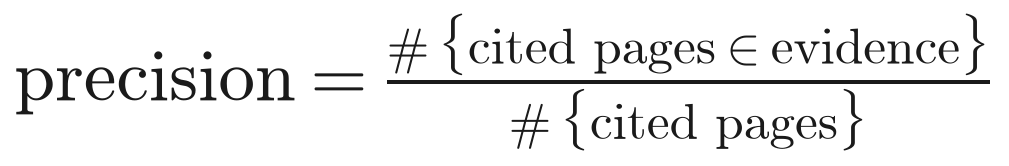 precision = # {cited pages ∈ evidence} / # {cited pages}